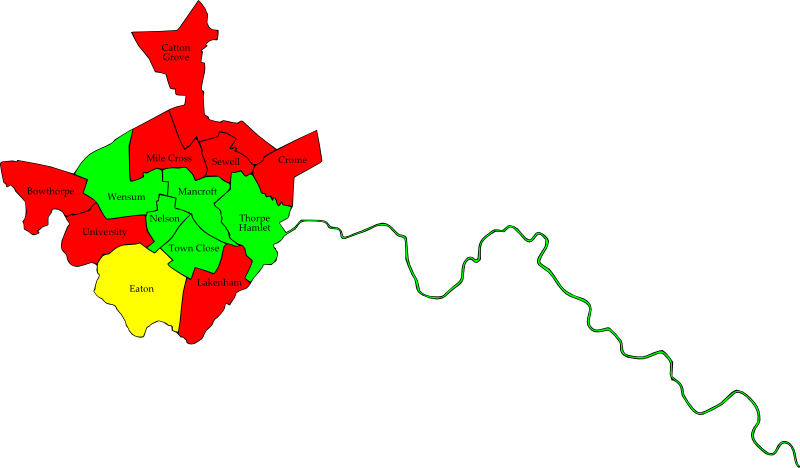 Catton
Grove
Mile Cross
Sewell
Crome
Bowthorpe
Wensum
Mancroft
Nelson
Thorpe
Hamlet
University
Town Close
Eaton
Lakenham